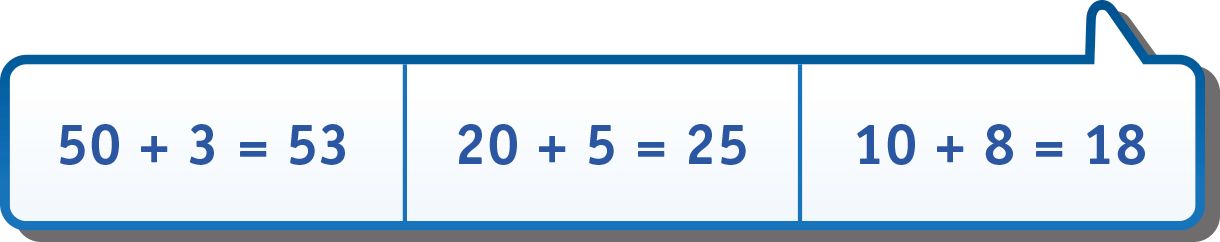 50 + 3 = 53 20 + 5 = 25 10 + 8 = 18